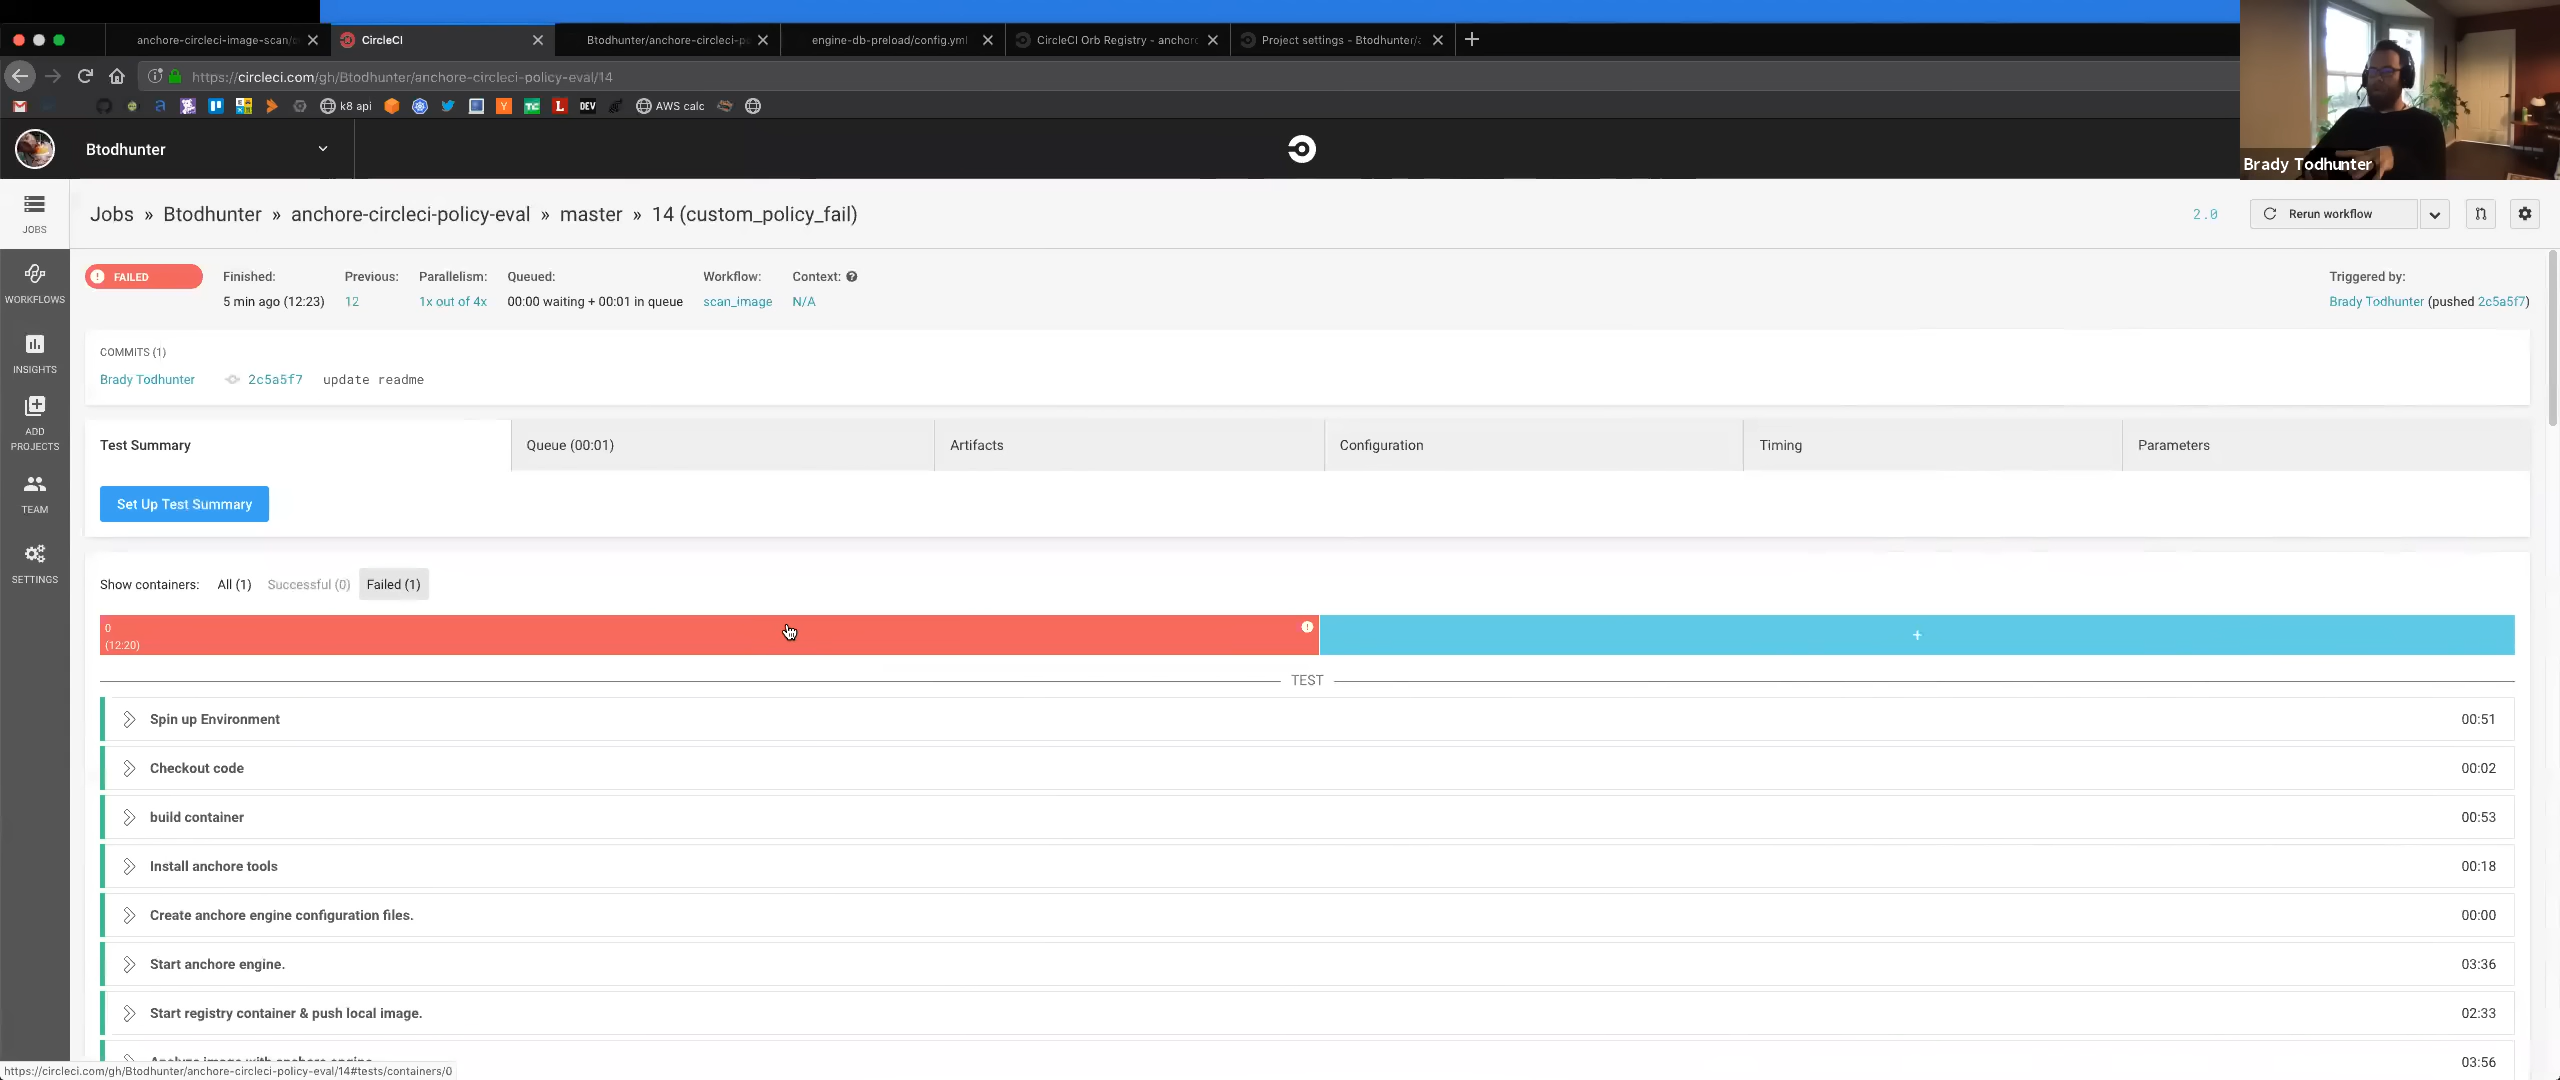 anchore-circleci-image-scan/
CircleCI
Btodhunter/anchore-circleci-p
engine-db-preload/config.yml
CircleCI Orb Registry - anchor
Project settings - Btodhunter/
https://circleci.com/gh/Btodhunter/anchore-circleci-policy-eval/14
k8 api
DEV
AWS calc
Brady Todhunter
Btodhunter
JOBS
WORKFLOWS
INSIGHTS
ADD
PROJECTS
TEAM
SETTINGS
Jobs » Btodhunter » anchore-circleci-policy-eval » master » 14 (custom_policy_fail)
2.0
Rerun workflow
FAILED
Finished: Previous: Parallelism: Queued: Workflow: Context:
5 min ago (12:23) 12 1x out of 4x 00:00 waiting + 00:01 in queue scan_image N/A
Triggered by:
Brady Todhunter (pushed 2c5a5f7)
COMMITS (1)
Brady Todhunter 2c5a5f7 update readme
Test Summary Queue (00:01) Artifacts Configuration Timing Parameters
Set Up Test Summary
Show containers: All (1) Successful (0) Failed (1)
0
(12:20)
+
TEST
Spin up Environment 00:51
Checkout code 00:02
build container 00:53
Install anchore tools 00:18
Create anchore engine configuration files. 00:00
Start anchore engine. 03:36
Start registry container & push local image. 02:33
Analyze image with anchore engine. 03:56
https://circleci.com/gh/Btodhunter/anchore-circleci-policy-eval/14#tests/containers/0